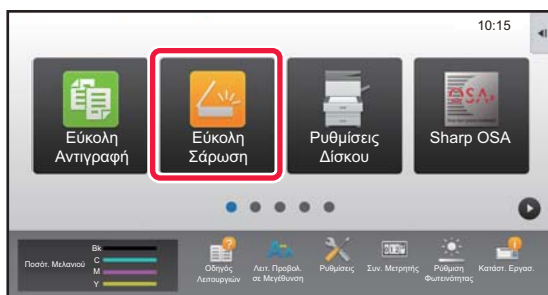 10:15
Εύκολη
Αντιγραφή
Εύκολη
Σάρωση
Ρυθμίσεις
Δίσκου
Sharp OSA
OSA
Ποσότ. Μελανιού
Bk
C
M
Y
Οδηγός
Λειτουργιών
Λειτ. Προβολ.
σε Μεγέθυνση
Ρυθμίσεις
Συν. Μετρητής
Ρύθμιση
Φωτεινότητας
Κατάστ. Εργασ.